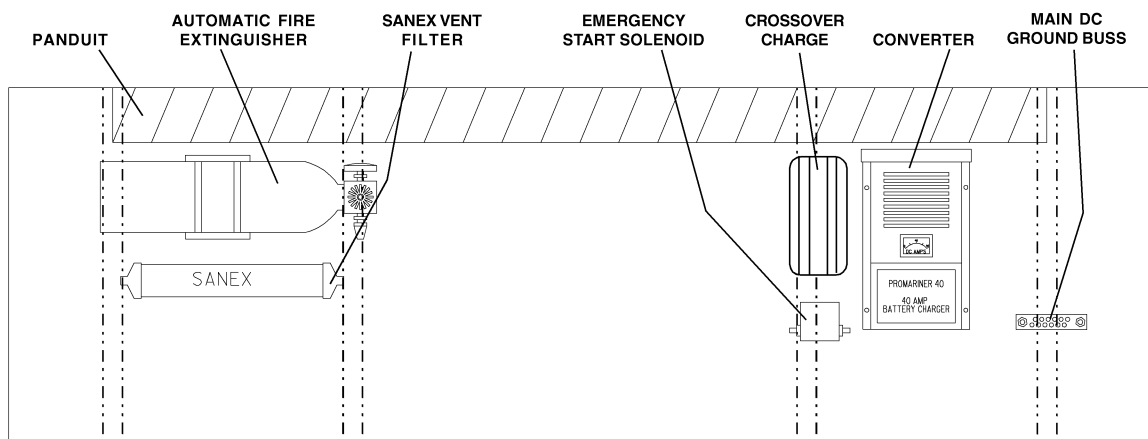 PANDUIT
AUTOMATIC FIRE
EXTINGUISHER
SANEX VENT
FILTER
EMERGENCY
START SOLENOID
CROSSOVER
CHARGE
CONVERTER
MAIN DC
GROUND BUSS
SANEX
DC AMPS
PROMARINER 40
40 AMP
BATTERY CHARGER